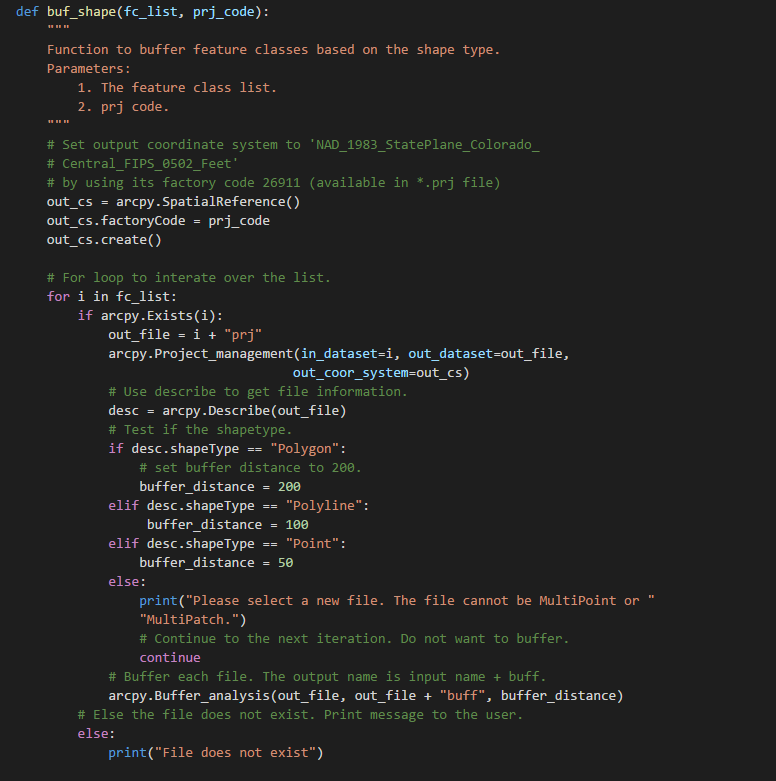 def buf_shape(fc_list, prj_code):
    """
    Function to buffer feature classes based on the shape type.
    Parameters:
        1. The feature class list.
        2. prj code.
    """
    # Set output coordinate system to 'NAD_1983_StatePlane_Colorado_
    # Central_FIPS_0502_Feet'
    # by using its factory code 26911 (available in *.prj file)
    out_cs = arcpy.SpatialReference()
    out_cs.factoryCode = prj_code
    out_cs.create()

    # For loop to interate over the list.
    for i in fc_list:
        if arcpy.Exists(i):
            out_file = i + "prj"
            arcpy.Project_management(in_dataset=i, out_dataset=out_file,
                                    out_coor_system=out_cs)
            # Use describe to get file information.
            desc = arcpy.Describe(out_file)
            # Test if the shapetype.
            if desc.shapeType == "Polygon":
                # set buffer distance to 200.
                buffer_distance = 200
            elif desc.shapeType == "Polyline":
                 buffer_distance = 100
            elif desc.shapeType == "Point":
                buffer_distance = 50
            else:
                print("Please select a new file. The file cannot be MultiPoint or "
                "MultiPatch.")
                # Continue to the next iteration. Do not want to buffer.
                continue
            # Buffer each file. The output name is input name + buff.
            arcpy.Buffer_analysis(out_file, out_file + "buff", buffer_distance)
        # Else the file does not exist. Print message to the user.
        else:
            print("File does not exist")